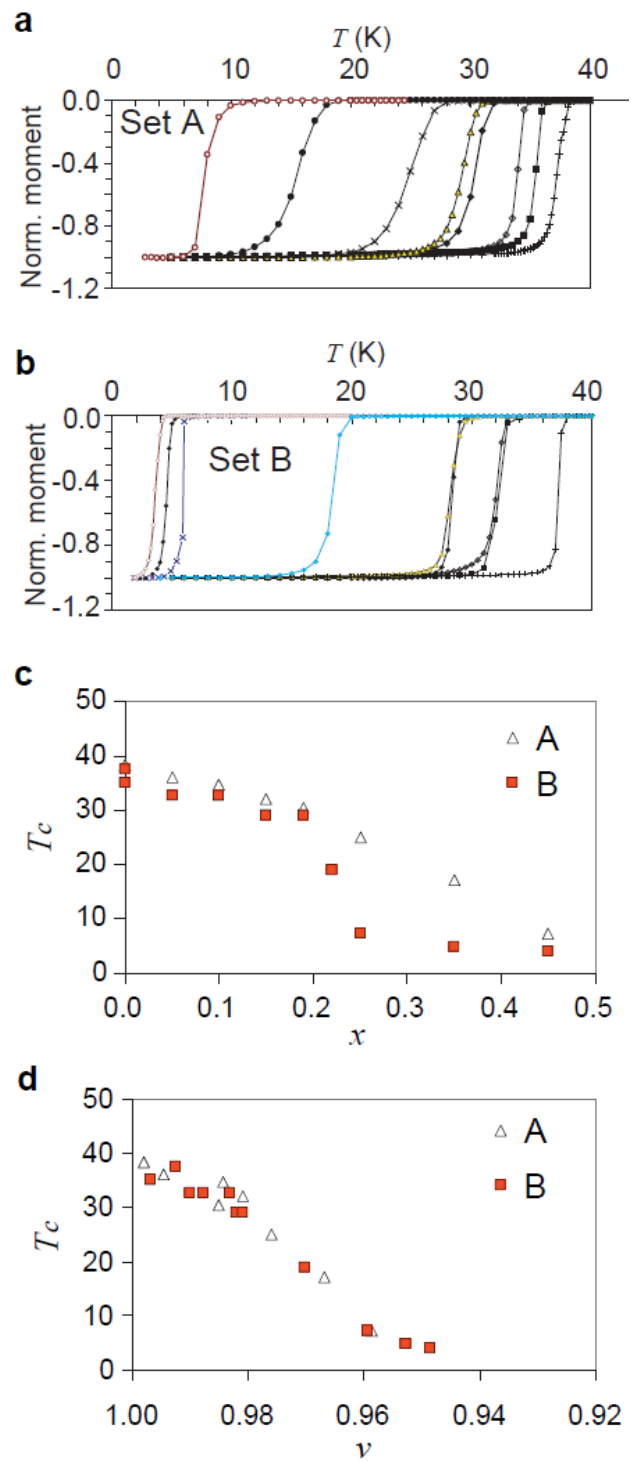 a
T (K)
0 10 20 30 40
0.0
Set A
-0.4
-0.8
-1.2
Norm. moment
b
T (K)
0 10 20 30 40
0.0
Set B
-0.4
-0.8
-1.2
Norm. moment
c
50
A
40
B
30
20
10
0
Tc
0.0 0.1 0.2 0.3 0.4 0.5
x
d
50
A
40
B
30
20
10
0
Tc
1.00 0.98 0.96 0.94 0.92
v